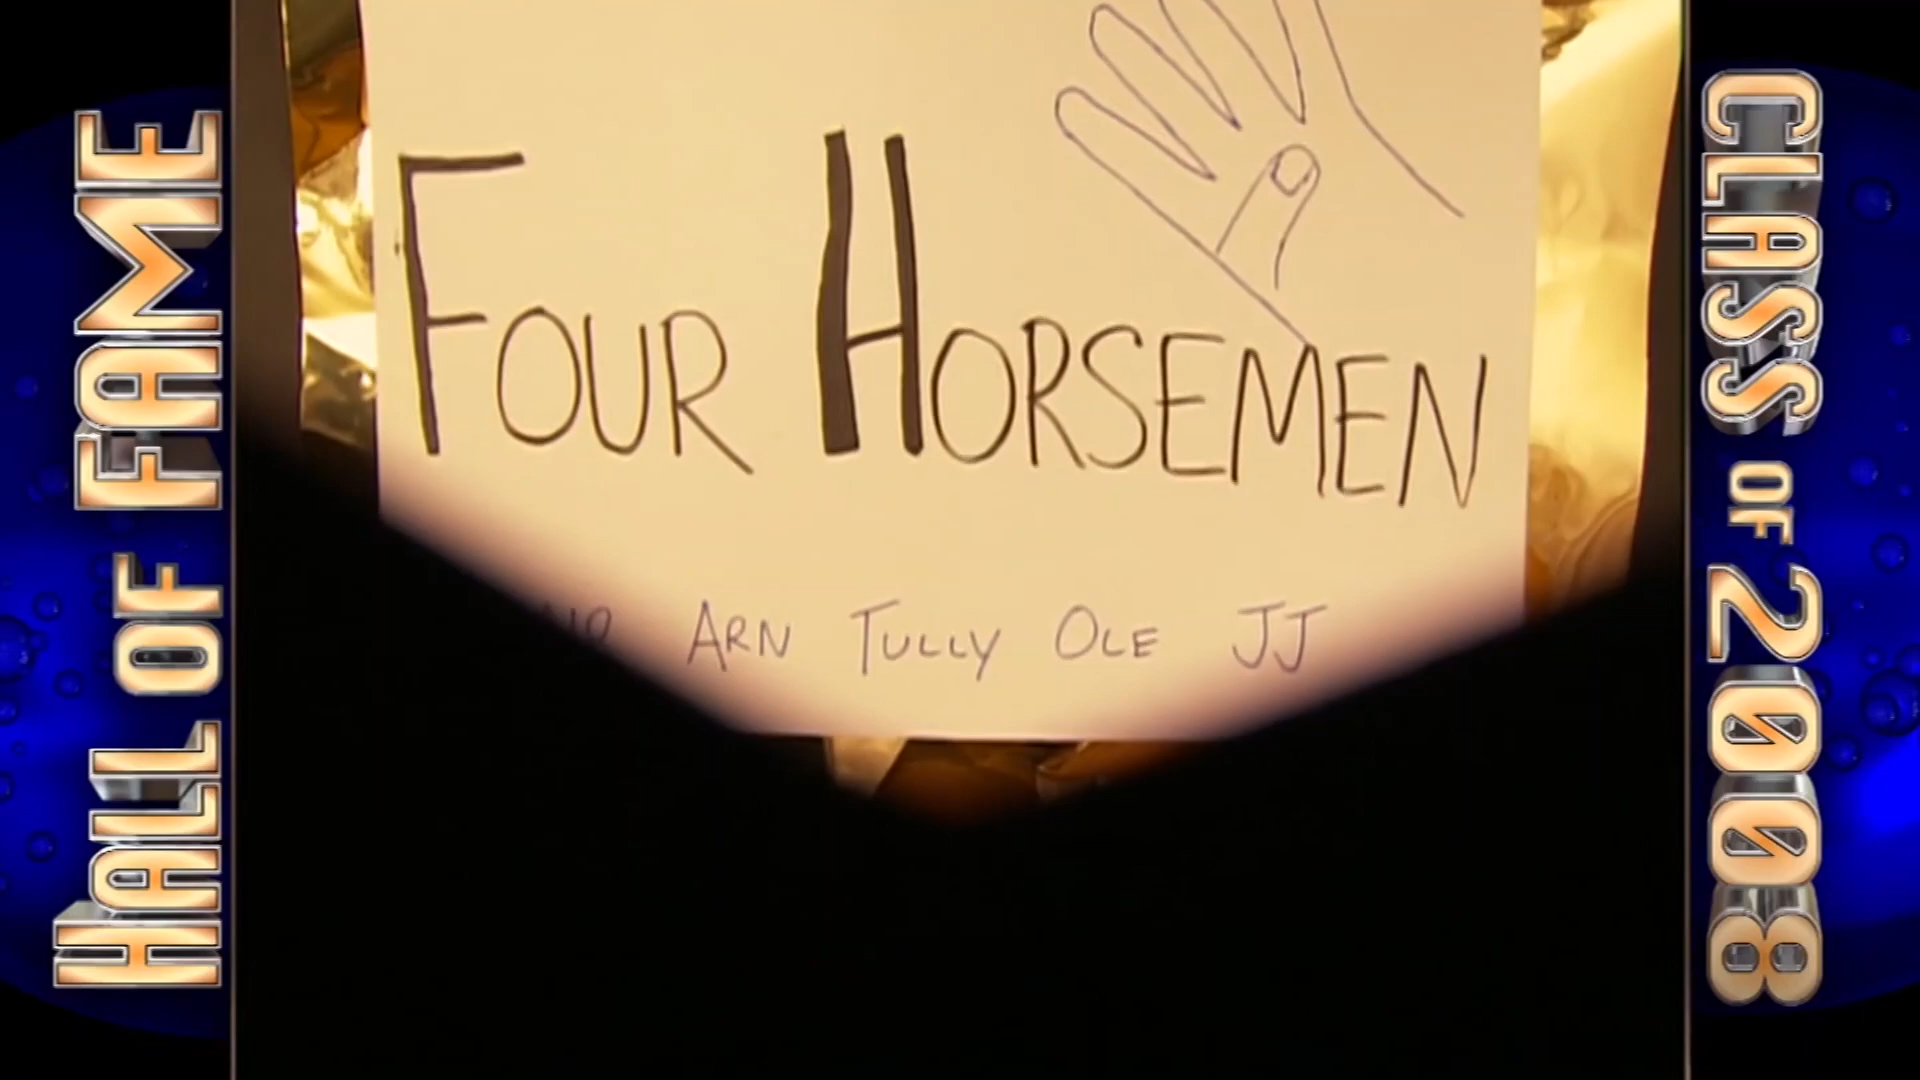 HALL OF FAME
FOUR HORSEMEN
ARN TULLY OLE JJ
CLASS OF 2008